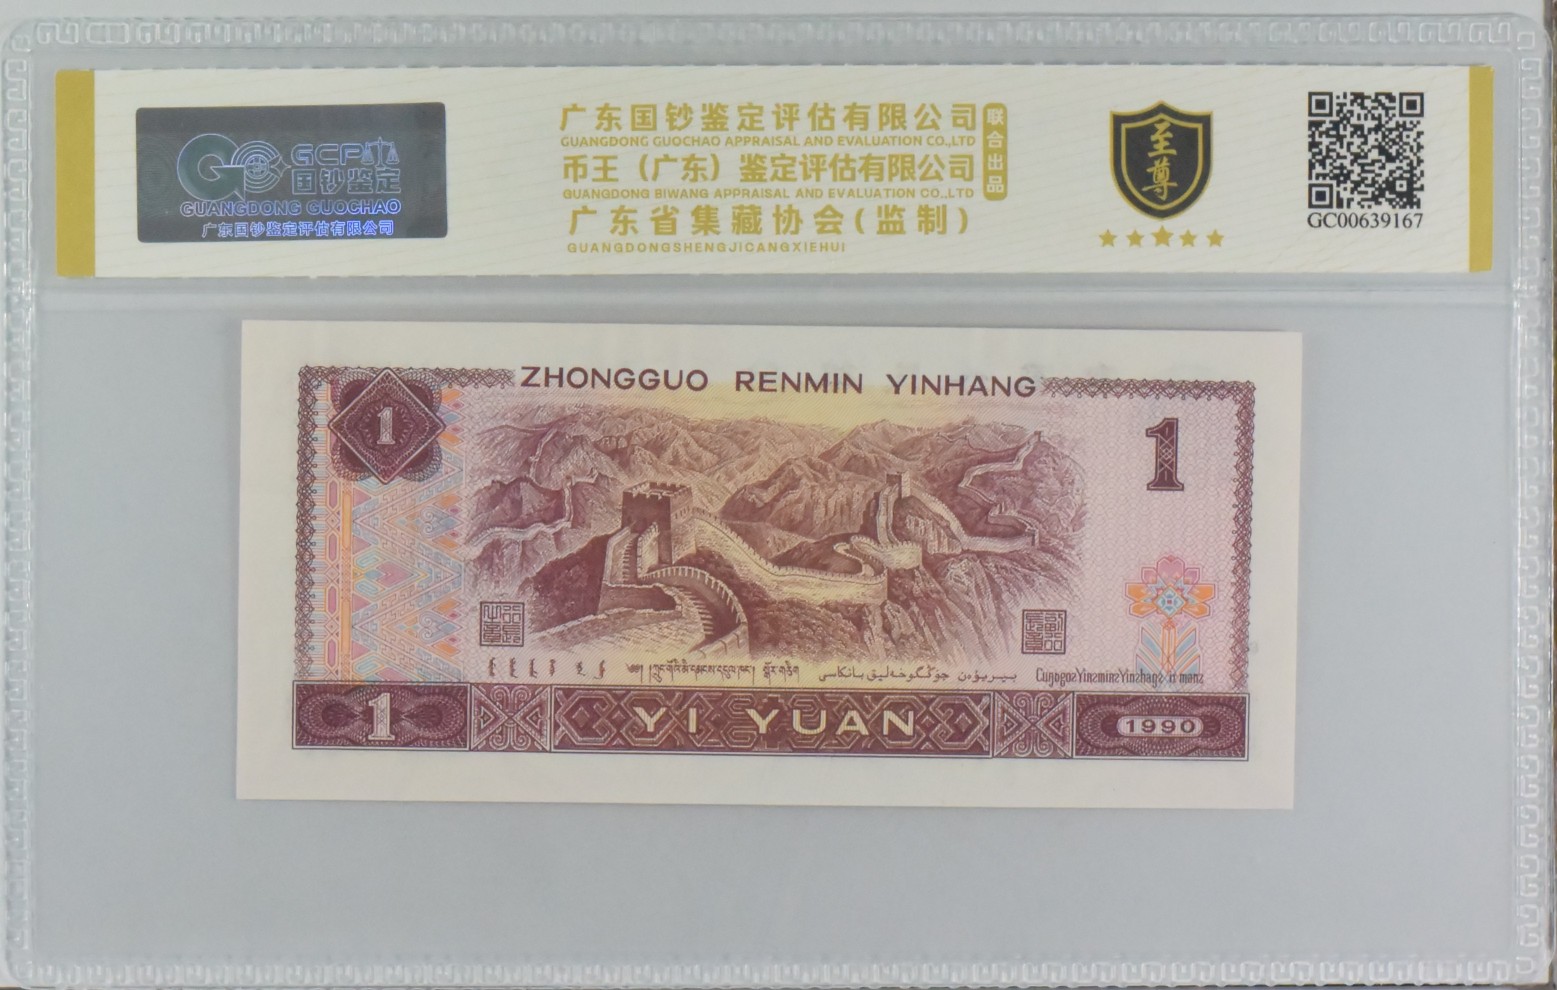 GCP
国钞鉴定
GUANGDONG GUOCHAO
广东国钞鉴定评估有限公司
广东国钞鉴定评估有限公司
GUANGDONG GUOCHAO APPRAISAL AND EVALUATION CO.,LTD
币王（广东）鉴定评估有限公司
GUANGDONG BIWANG APPRAISAL AND EVALUATION CO.,LTD
广东省集藏协会(监制)
GUANGDONGSHENGJICANGXIEHUI
联合出品
至尊
GC00639167
ZHONGGUO RENMIN YINHANG
1
1
1
YI YUAN
1990